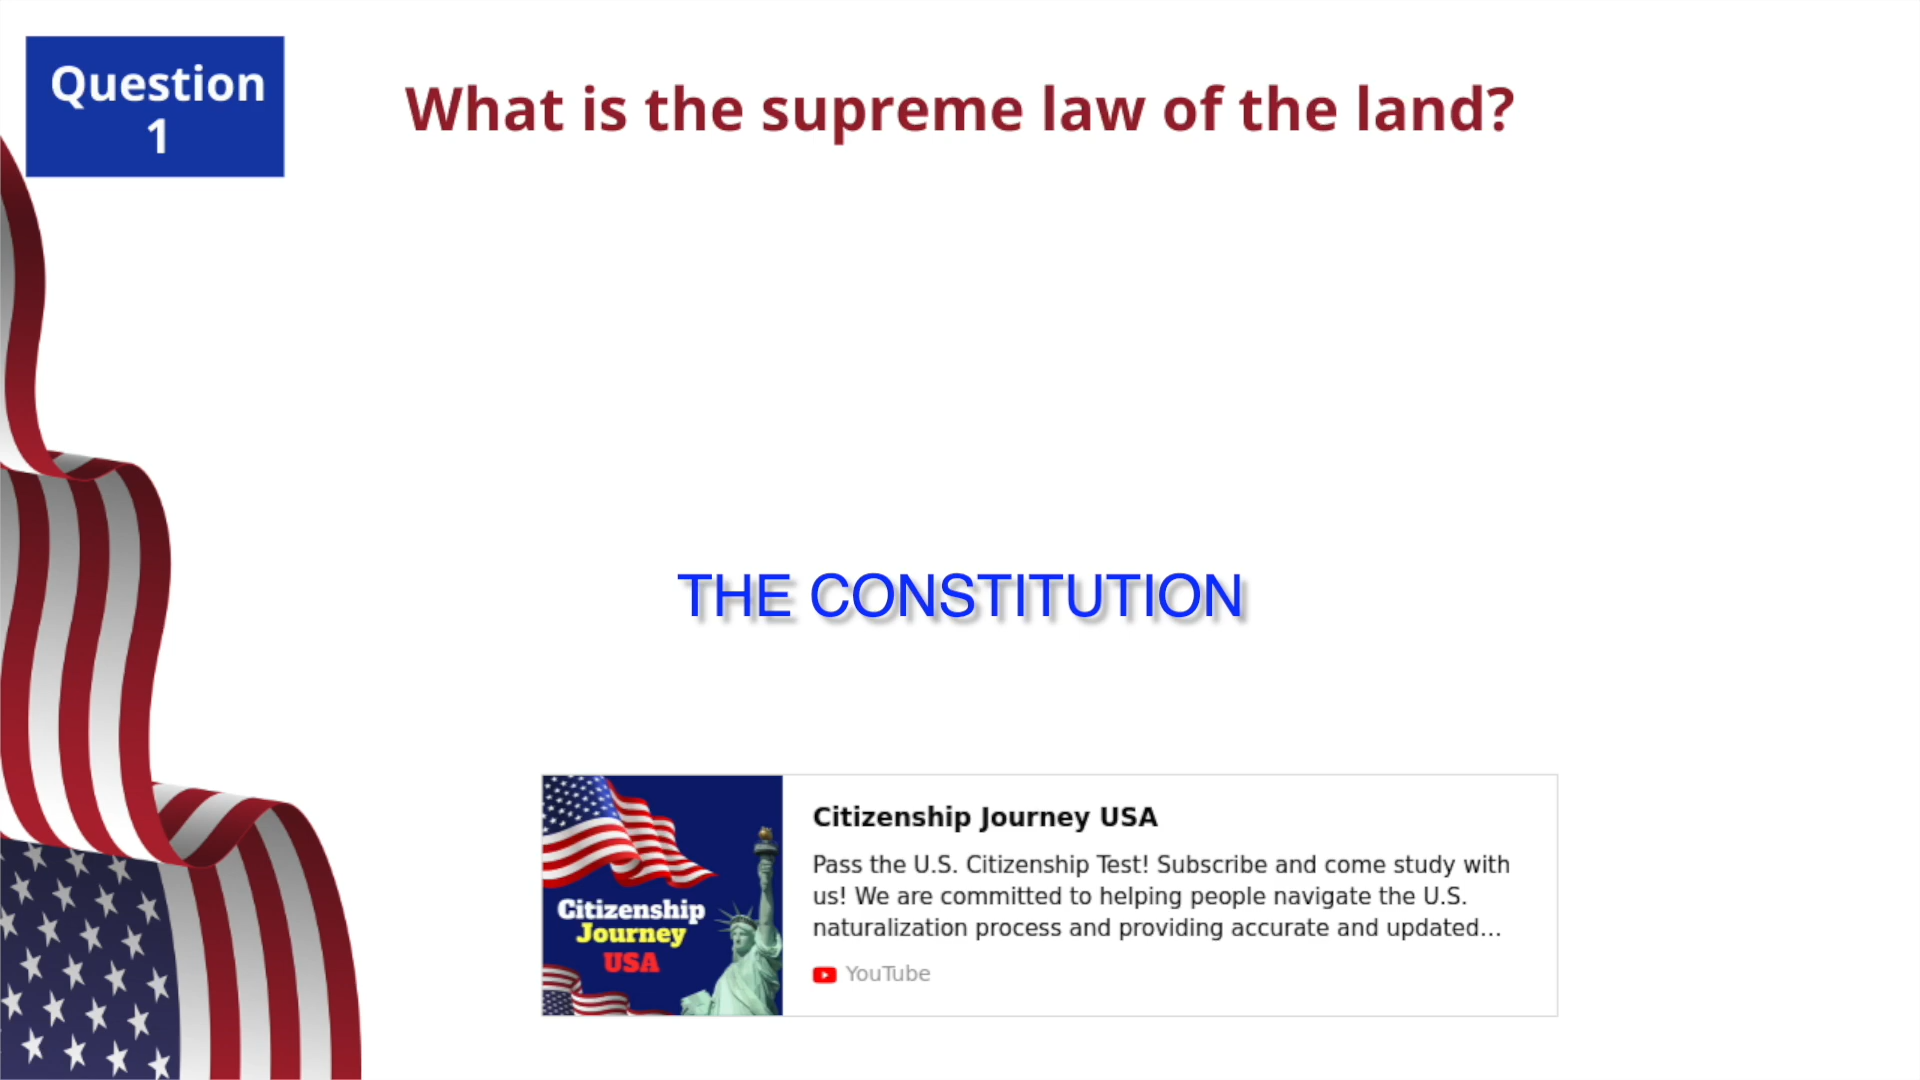 Question
1
What is the supreme law of the land?
THE CONSTITUTION
Citizenship
Journey
USA
Citizenship Journey USA
Pass the U.S. Citizenship Test! Subscribe and come study with
us! We are committed to helping people navigate the U.S.
naturalization process and providing accurate and updated...
YouTube